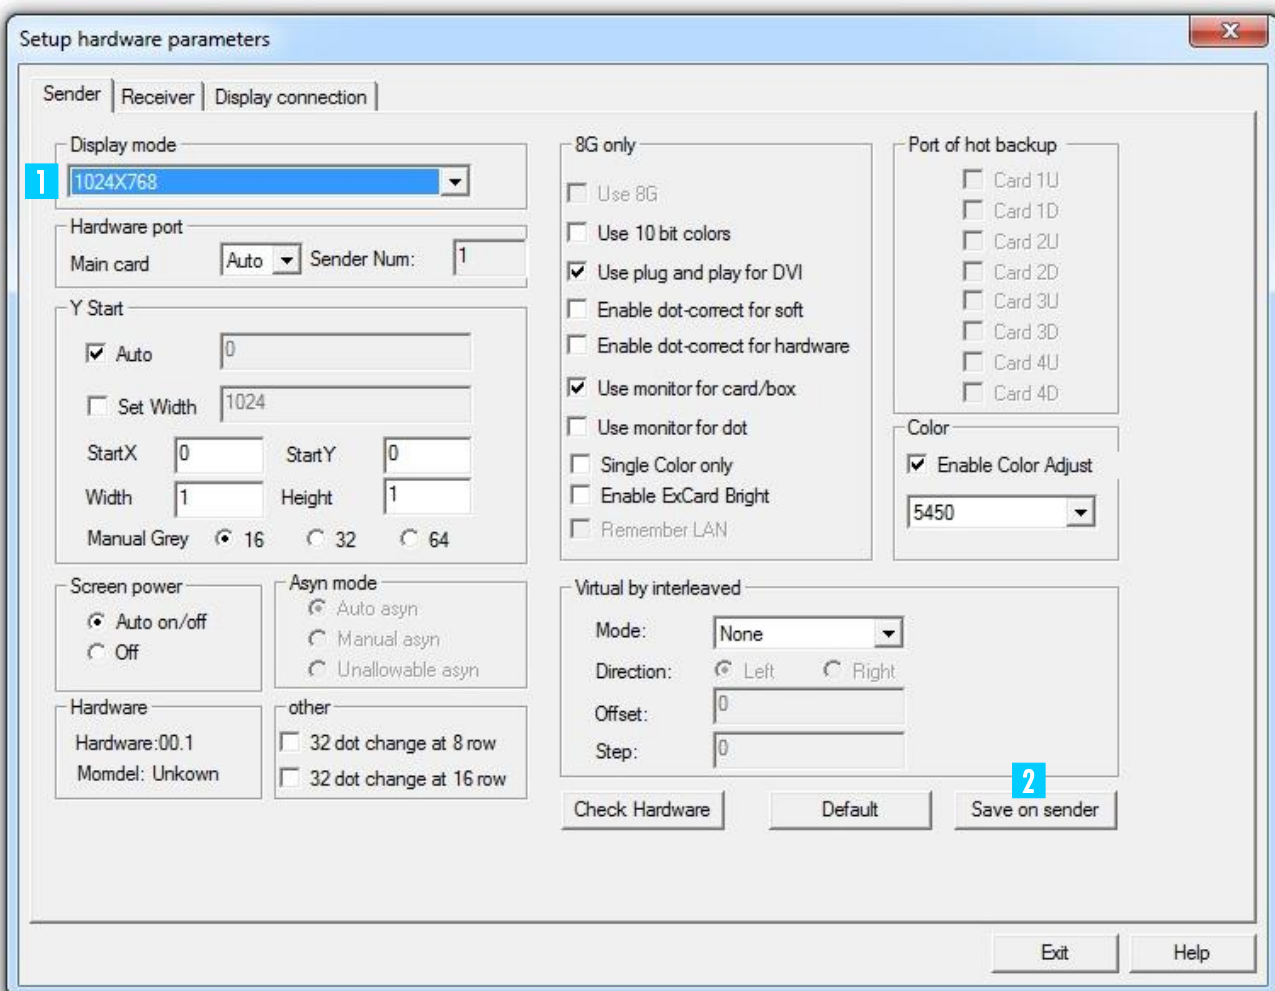 Setup hardware parameters
Sender Receiver Display connection
Display mode
1 1024X768
Hardware port
Main card Auto Sender Num: 1
Y Start
Auto 0
Set Width 1024
StartX 0 StartY 0
Width 1 Height 1
Manual Grey 16 32 64
Screen power
Auto on/off
Off
Asyn mode
Auto asyn
Manual asyn
Unallowable asyn
Hardware
Hardware:00.1
Momdel: Unkown
other
32 dot change at 8 row
32 dot change at 16 row
8G only
Use 8G
Use 10 bit colors
Use plug and play for DVI
Enable dot-correct for soft
Enable dot-correct for hardware
Use monitor for card/box
Use monitor for dot
Single Color only
Enable ExCard Bright
Remember LAN
Port of hot backup
Card 1U
Card 1D
Card 2U
Card 2D
Card 3U
Card 3D
Card 4U
Card 4D
Color
Enable Color Adjust
5450
Virtual by interleaved
Mode: None
Direction: Left Right
Offset: 0
Step: 0
2
Check Hardware Default Save on sender
Exit Help